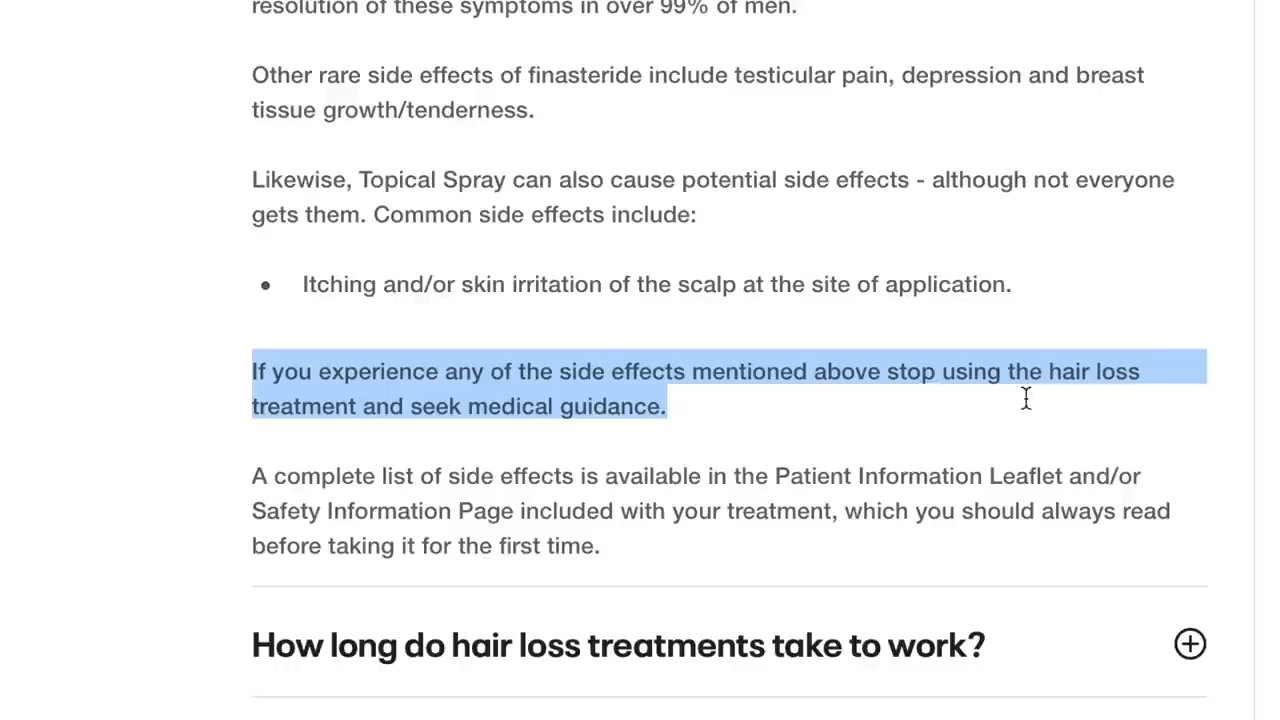 resolution of these symptoms in over 99% of men.
Other rare side effects of finasteride include testicular pain, depression and breast
tissue growth/tenderness.
Likewise, Topical Spray can also cause potential side effects - although not everyone
gets them. Common side effects include:
• Itching and/or skin irritation of the scalp at the site of application.
If you experience any of the side effects mentioned above stop using the hair loss
treatment and seek medical guidance.
A complete list of side effects is available in the Patient Information Leaflet and/or
Safety Information Page included with your treatment, which you should always read
before taking it for the first time.
How long do hair loss treatments take to work?